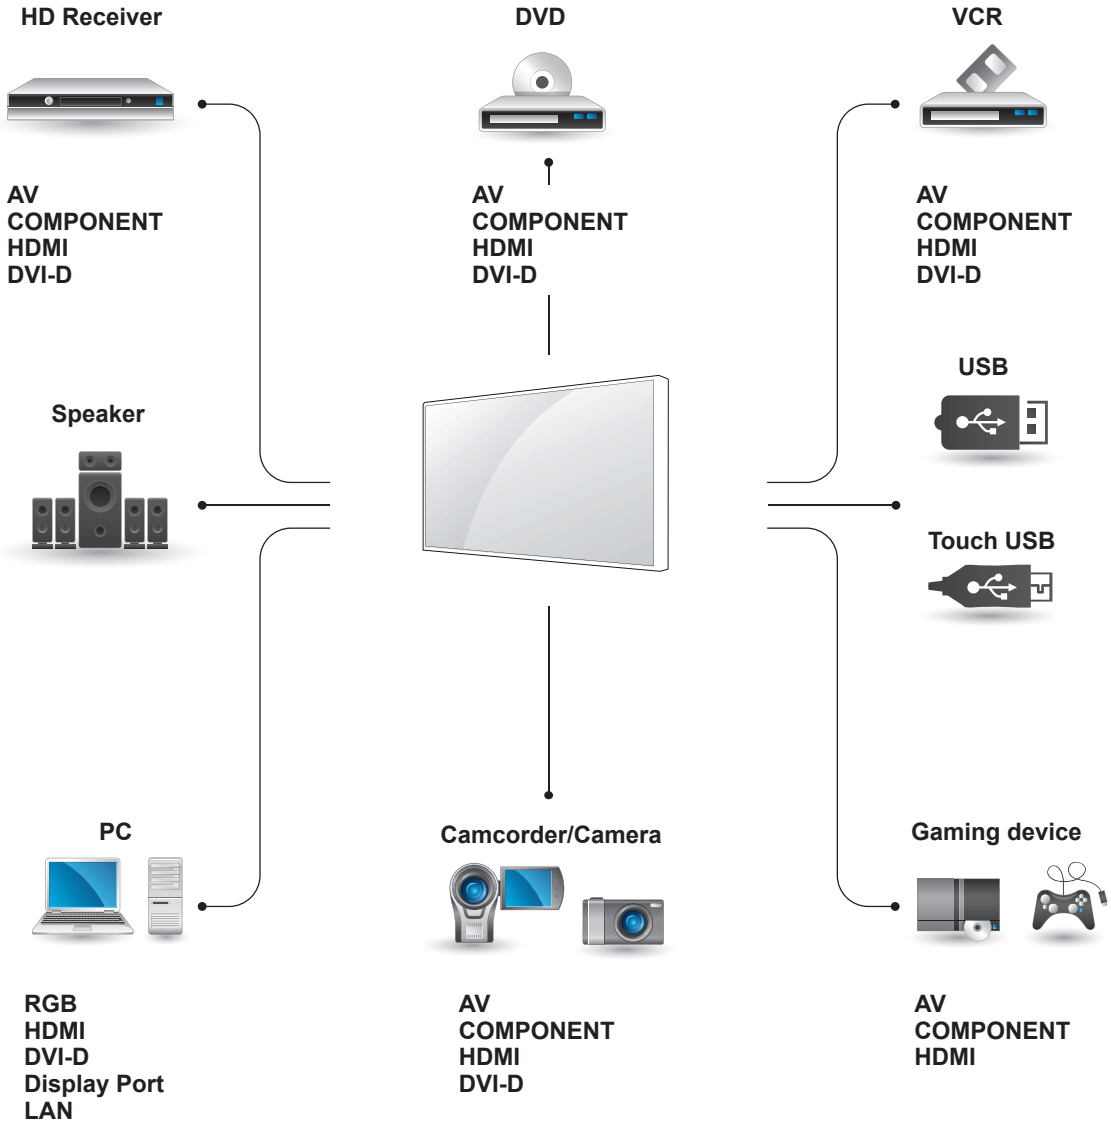 HD Receiver
AV
COMPONENT
HDMI
DVI-D
DVD
AV
COMPONENT
HDMI
DVI-D
VCR
AV
COMPONENT
HDMI
DVI-D
Speaker
USB
Touch USB
PC
RGB
HDMI
DVI-D
Display Port
LAN
Camcorder/Camera
AV
COMPONENT
HDMI
DVI-D
Gaming device
AV
COMPONENT
HDMI